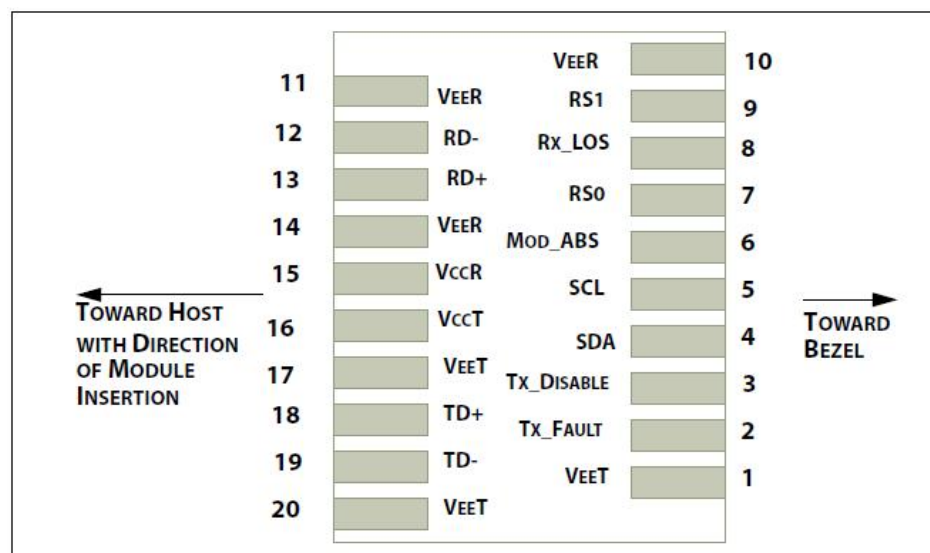 11
VEER
12
RD-
13
RD+
14
VEER
15
VCCR
TOWARD HOST
WITH DIRECTION
OF MODULE
INSERTION
16
VCCT
17
VEET
18
TD+
19
TD-
20
VEET
VEER
10
RS1
9
RX_LOS
8
RS0
7
MOD_ABS
6
SCL
5
SDA
4
TX_DISABLE
3
TX_FAULT
2
VEET
1
TOWARD
BEZEL